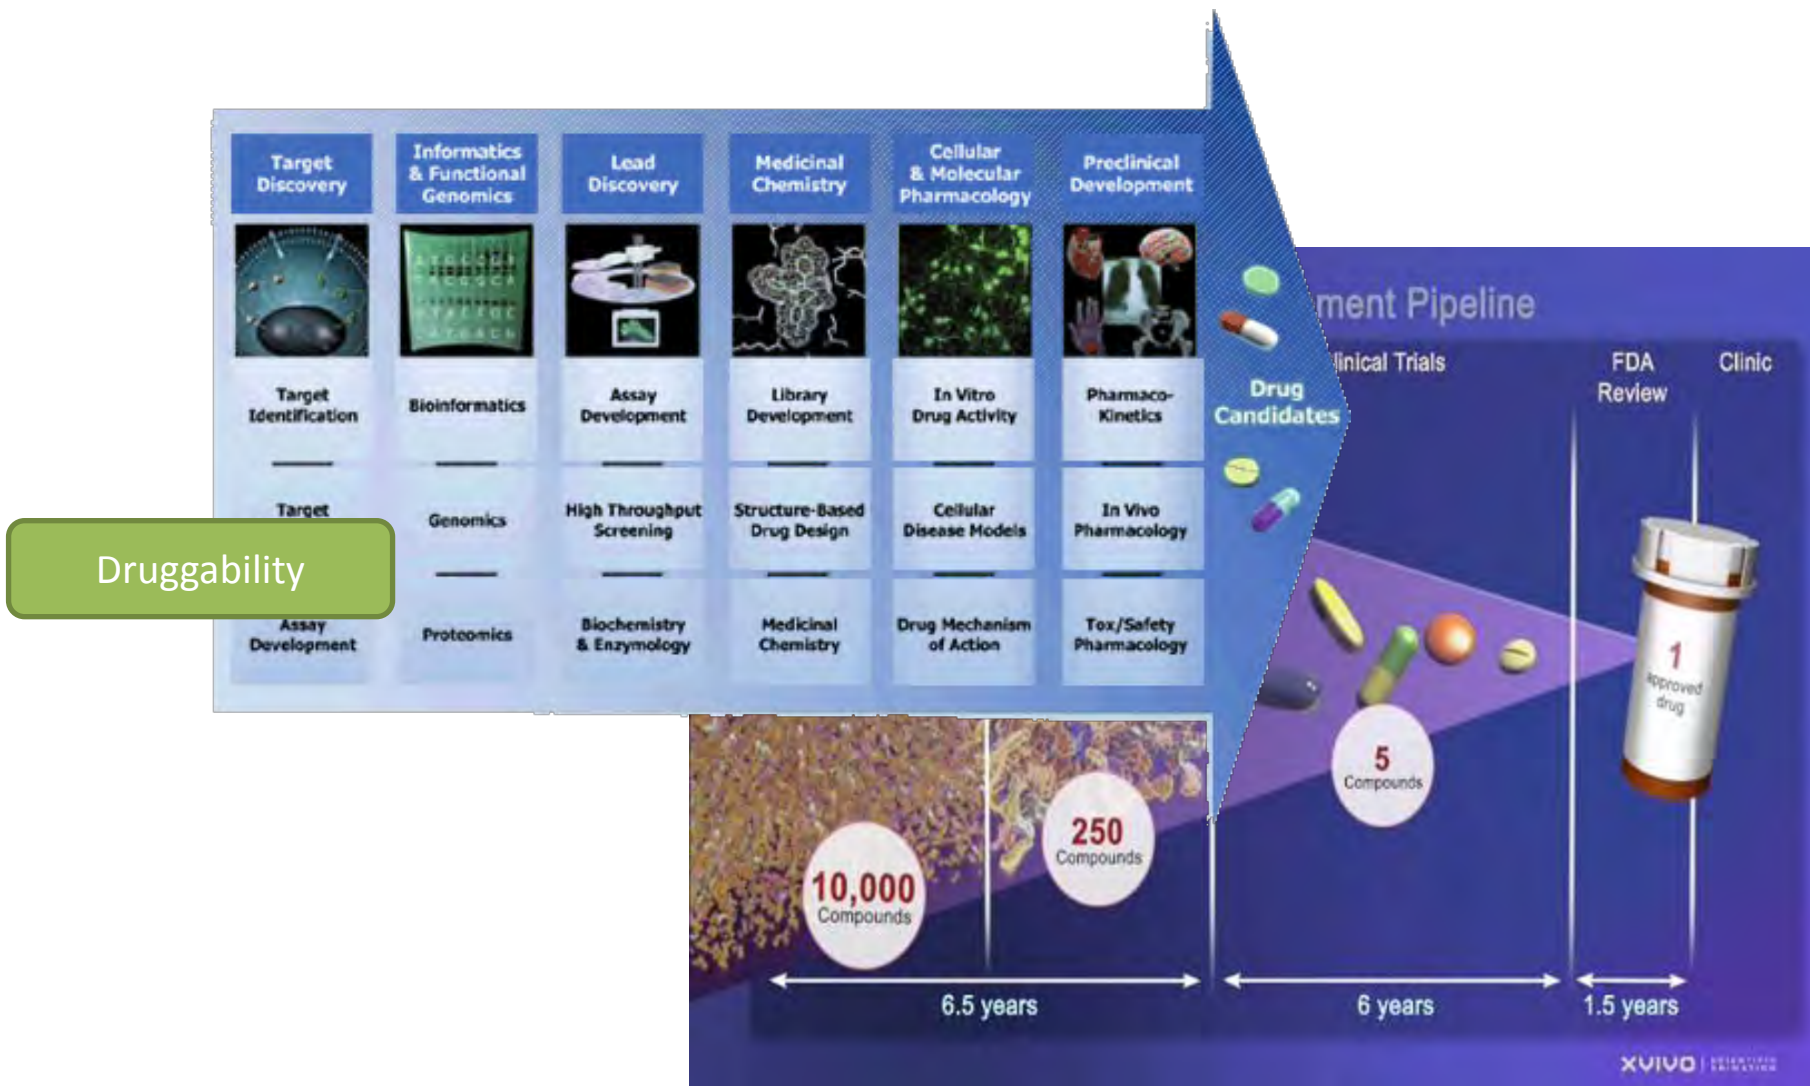 Target
Discovery
Informatics
& Functional
Genomics
Lead
Discovery
Medicinal
Chemistry
Cellular
& Molecular
Pharmacology
Preclinical
Development
Target
Identification
Bioinformatics
Assay
Development
Library
Development
In Vitro
Drug Activity
Pharmaco-
Kinetics
Drug
Candidates
Target
Genomics
High Throughput
Screening
Structure-Based
Drug Design
Cellular
Disease Models
In Vivo
Pharmacology
Druggability
Assay
Development
Proteomics
Biochemistry
& Enzymology
Medicinal
Chemistry
Drug Mechanism
of Action
Tox/Safety
Pharmacology
ment Pipeline
linical Trials
FDA
Review
Clinic
1
approved
drug
5
Compounds
250
Compounds
10,000
Compounds
6.5 years
6 years
1.5 years
XVIVO